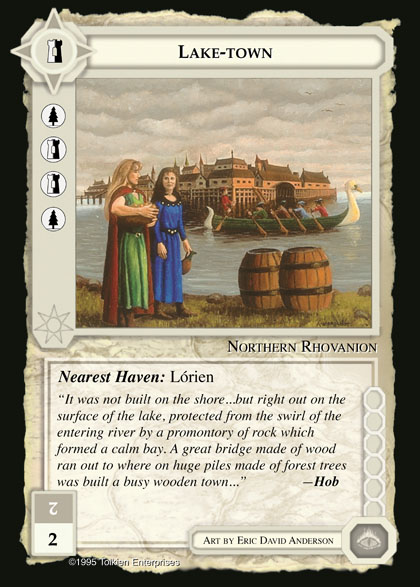 LAKE-TOWN
NORTHERN RHOVANION
Nearest Haven: Lórien
“It was not built on the shore...but right out on the
surface of the lake, protected from the swirl of the
entering river by a promontory of rock which
formed a calm bay. A great bridge made of wood
ran out to where on huge piles made of forest trees
was built a busy wooden town...” —Hob
2
2
ART BY ERIC DAVID ANDERSON
©1995 Tolkien Enterprises